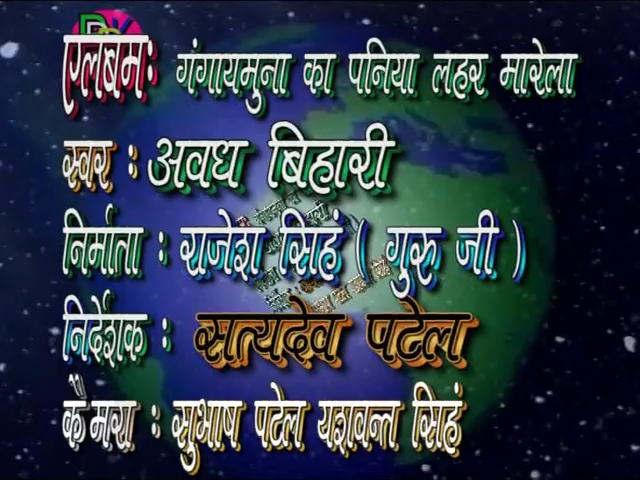 एलबमः गंगायमुना का पनिया लहर मारेला
स्वर : अवध बिहारी
निर्माता : राजेश सिहं ( गुरु जी )
निर्देशक : सत्यदेव पटेल
कैमरा : सुभाष पटेल यशवन्त सिहं